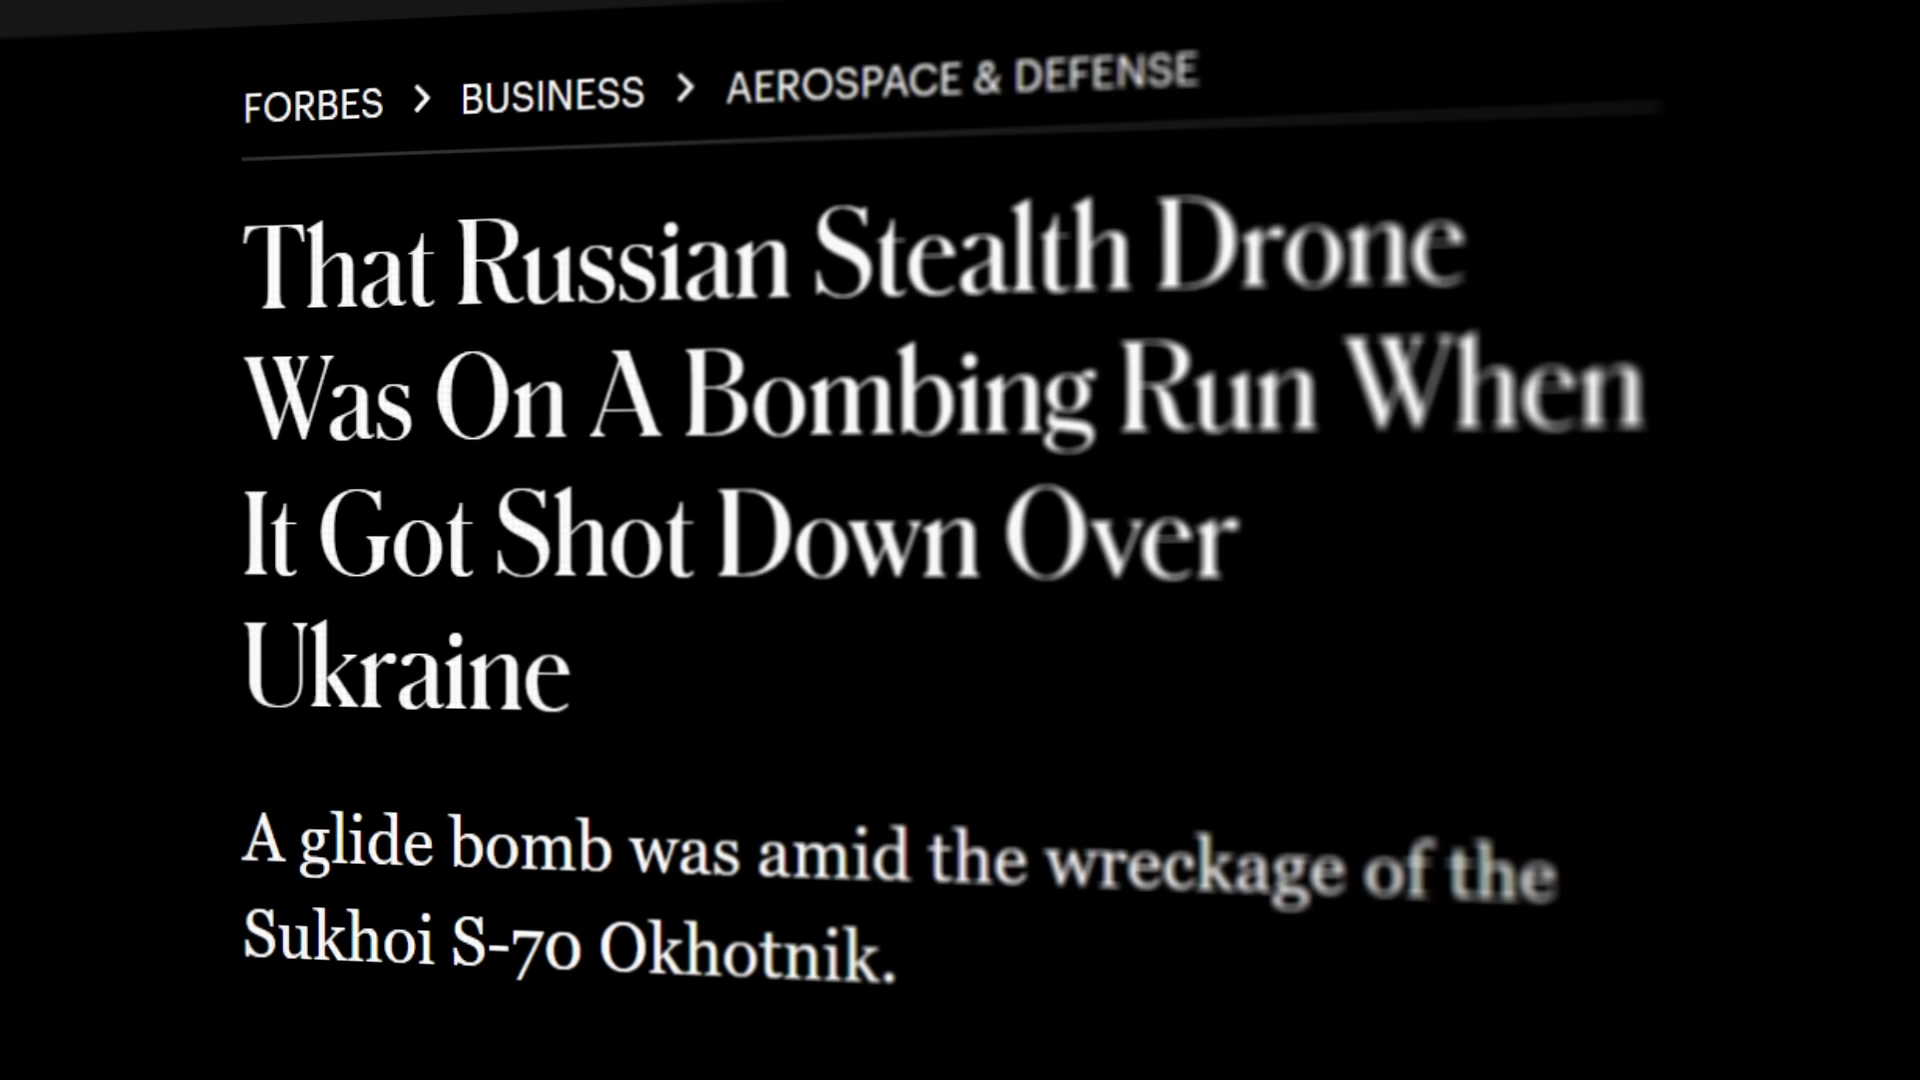 FORBES > BUSINESS > AEROSPACE & DEFENSE
That Russian Stealth Drone
Was On A Bombing Run When
It Got Shot Down Over
Ukraine
A glide bomb was amid the wreckage of the
Sukhoi S-70 Okhotnik.